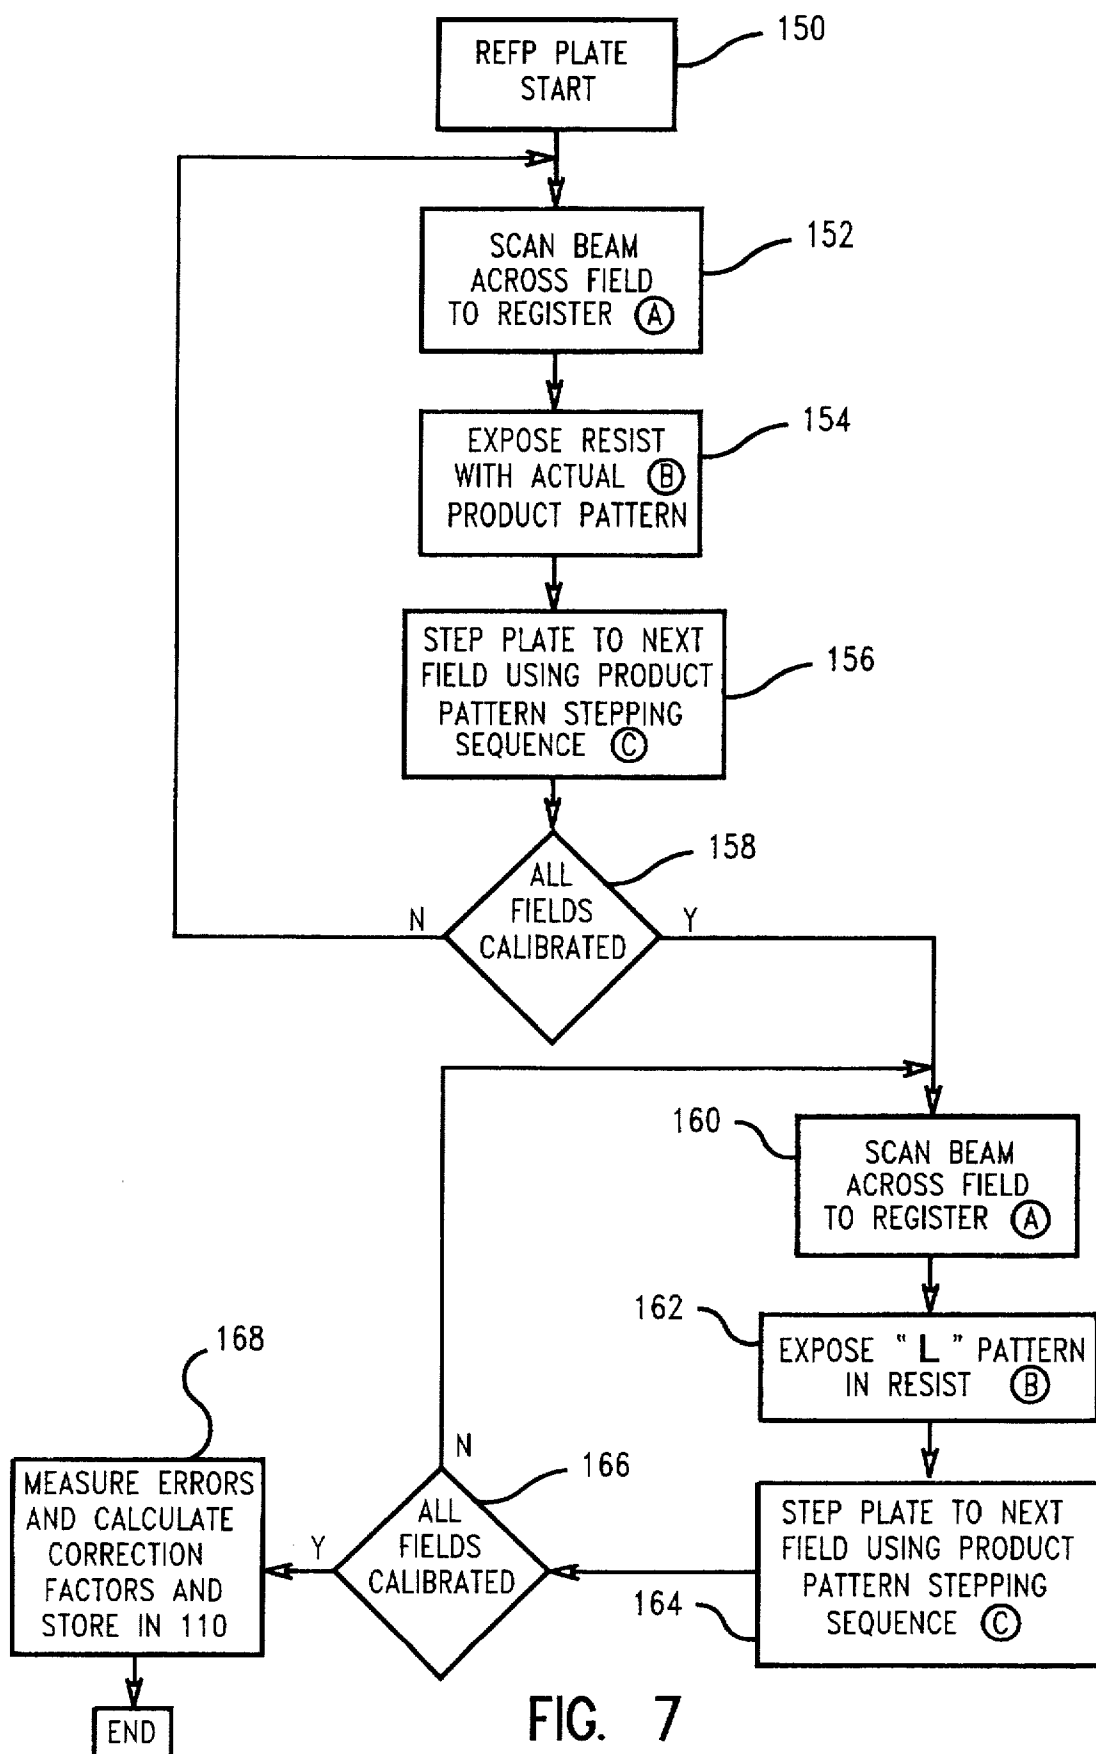 150
REFP PLATE
START
152
SCAN BEAM
ACROSS FIELD
TO REGISTER Ⓐ
154
EXPOSE RESIST
WITH ACTUAL Ⓑ
PRODUCT PATTERN
156
STEP PLATE TO NEXT
FIELD USING PRODUCT
PATTERN STEPPING
SEQUENCE Ⓒ
158
ALL
FIELDS
CALIBRATED
N
Y
160
SCAN BEAM
ACROSS FIELD
TO REGISTER Ⓐ
162
EXPOSE "L" PATTERN
IN RESIST Ⓑ
164
STEP PLATE TO NEXT
FIELD USING PRODUCT
PATTERN STEPPING
SEQUENCE Ⓒ
166
ALL
FIELDS
CALIBRATED
N
Y
168
MEASURE ERRORS
AND CALCULATE
CORRECTION
FACTORS AND
STORE IN 110
END
FIG. 7